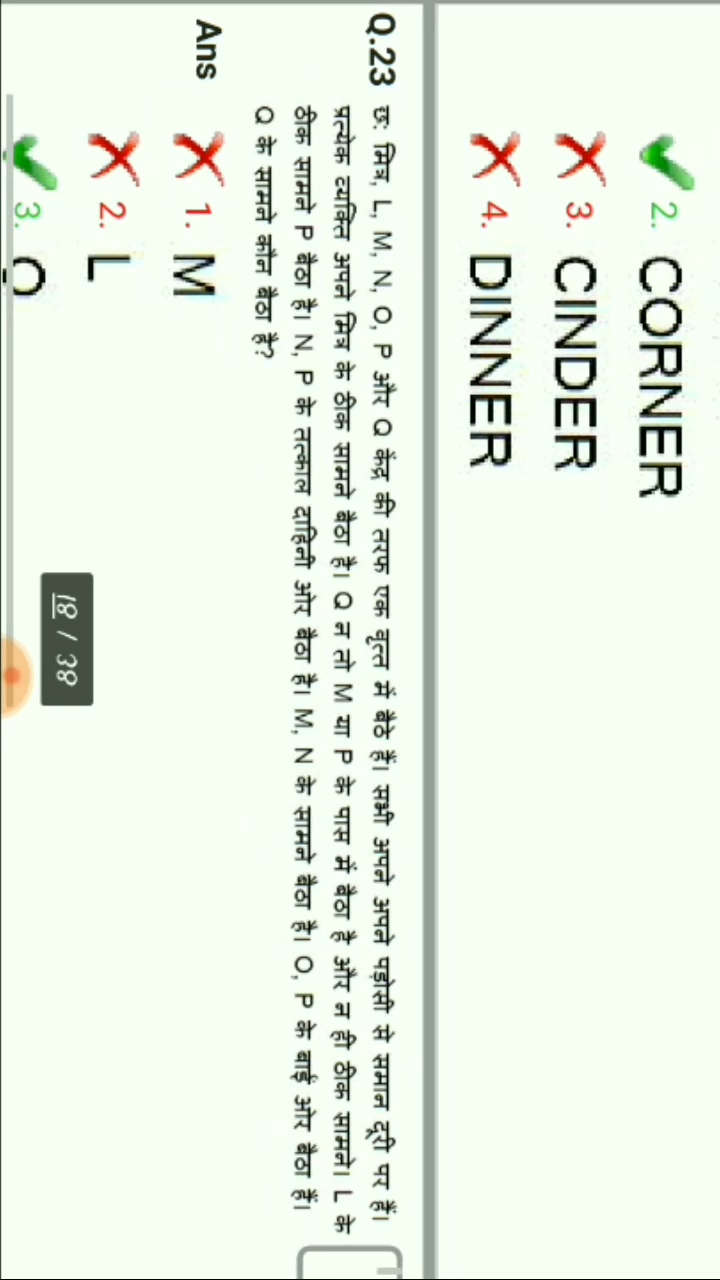 2. CORNER
3. CINDER
4. DINNER
Q.23 छ: मित्र, L, M, N, O, P और Q केंद्र की तरफ एक वृत्त में बैठे हैं। सभी अपने अपने पड़ोसी से समान दूरी पर हैं।
प्रत्येक व्यक्ति अपने मित्र के ठीक सामने बैठा है। Q न तो M या P के पास में बैठा है और न ही ठीक सामने। L के
ठीक सामने P बैठा है। N, P के तत्काल दाहिनी ओर बैठा है। M, N के सामने बैठा है। O, P के बाईं ओर बैठा हैं।
Q के सामने कौन बैठा है?
Ans 1. M
2. L
3. O
18 / 38